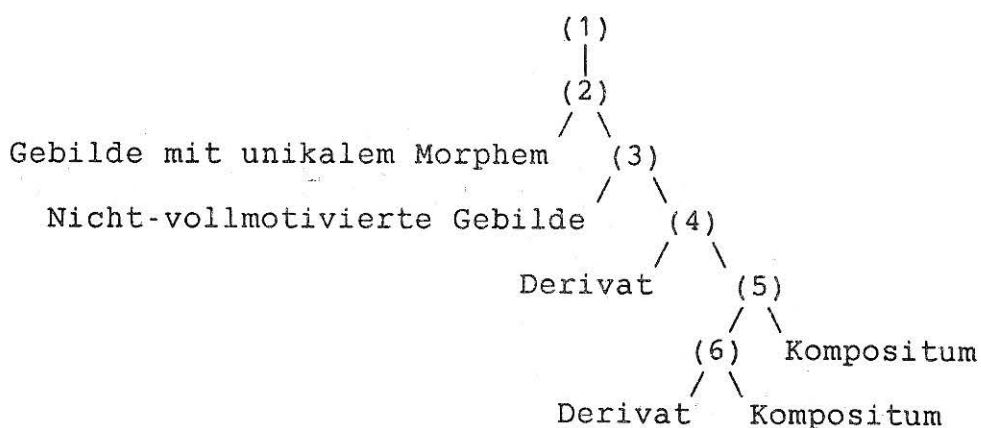 (1)
(2)
Gebilde mit unikalem Morphem (3)
Nicht-vollmotivierte Gebilde (4)
Derivat (5)
(6) Kompositum
Derivat Kompositum